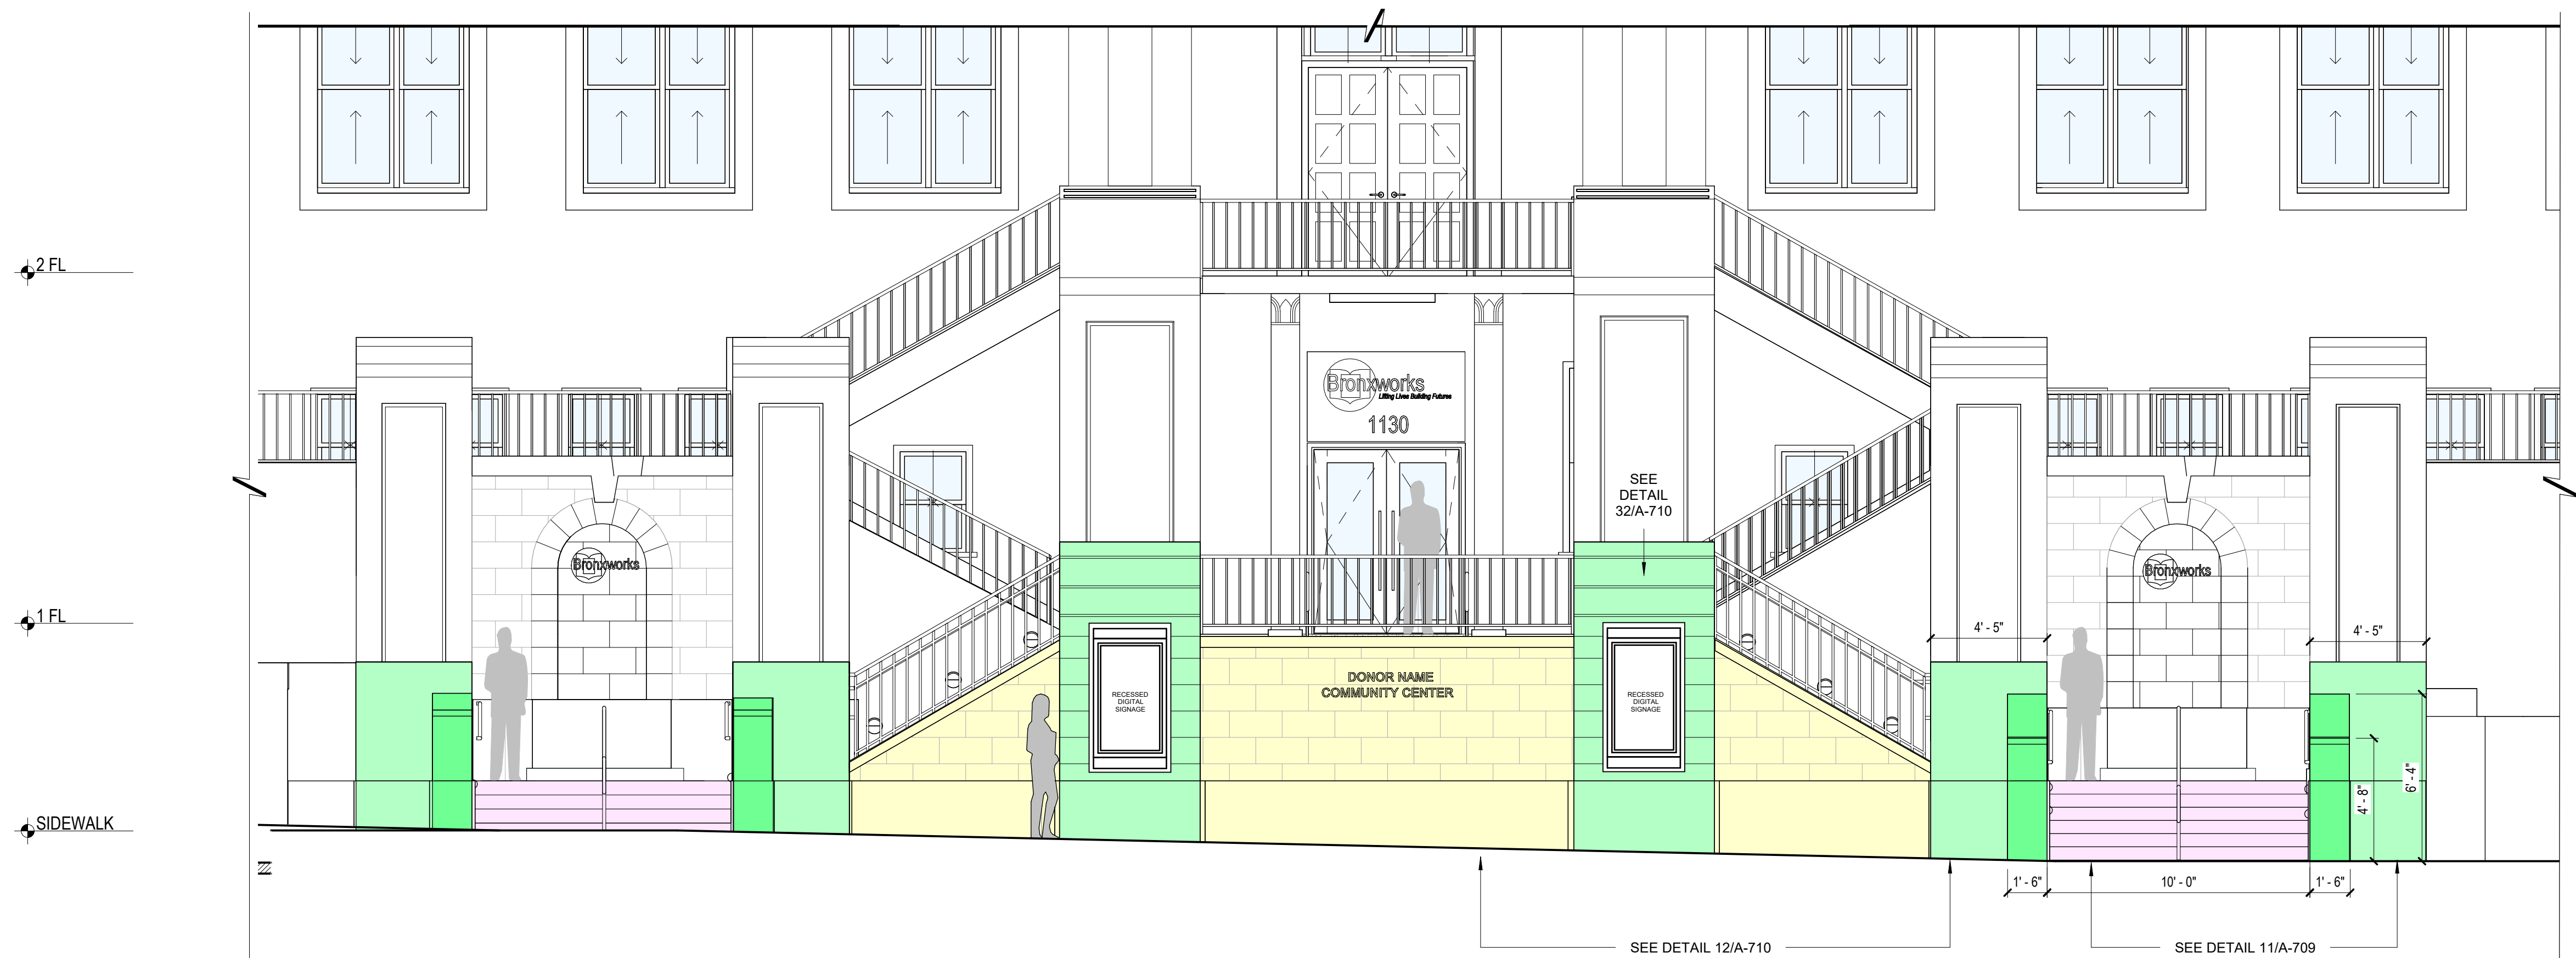 2 FL
Bronxworks
Lifting Lives Building Futures
1130
SEE
DETAIL
32/A-710
Bronxworks
Bronxworks
1 FL
4' - 5"
4' - 5"
DONOR NAME
COMMUNITY CENTER
RECESSED
DIGITAL
SIGNAGE
RECESSED
DIGITAL
SIGNAGE
6' - 4"
4' - 8"
SIDEWALK
1' - 6"
10' - 0"
1' - 6"
SEE DETAIL 12/A-710
SEE DETAIL 11/A-709